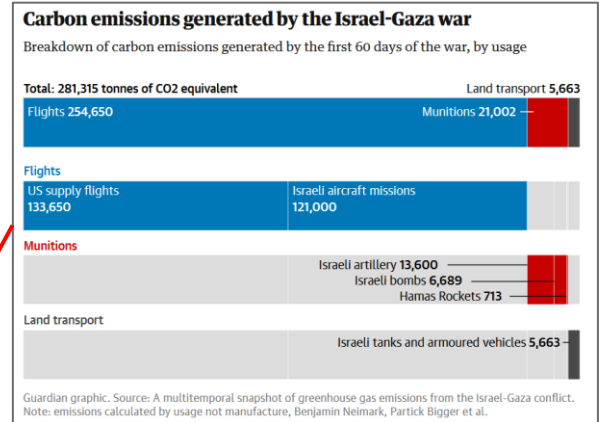 Carbon emissions generated by the Israel-Gaza war
Breakdown of carbon emissions generated by the first 60 days of the war, by usage
Total: 281,315 tonnes of CO2 equivalent
Land transport 5,663
Flights 254,650
Munitions 21,002
Flights
US supply flights
133,650
Israeli aircraft missions
121,000
Munitions
Israeli artillery 13,600
Israeli bombs 6,689
Hamas Rockets 713
Land transport
Israeli tanks and armoured vehicles 5,663
Guardian graphic. Source: A multitemporal snapshot of greenhouse gas emissions from the Israel-Gaza conflict.
Note: emissions calculated by usage not manufacture, Benjamin Neimark, Partick Bigger et al.